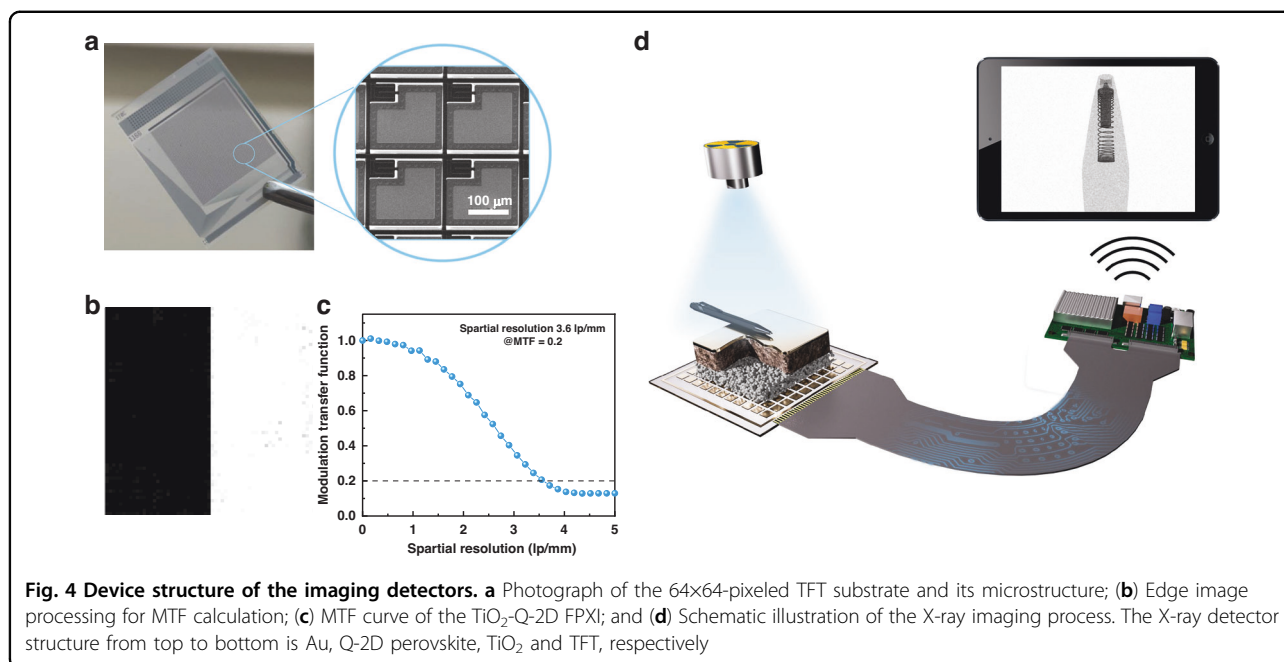 a
100 μm
b
c
Spartial resolution 3.6 lp/mm
@MTF = 0.2
Modulation transfer function
1.0
0.8
0.6
0.4
0.2
0.0
0 1 2 3 4 5
Spartial resolution (lp/mm)
d
Fig. 4 Device structure of the imaging detectors. a Photograph of the 64×64-pixeled TFT substrate and its microstructure; (b) Edge image
processing for MTF calculation; (c) MTF curve of the TiO2-Q-2D FPXI; and (d) Schematic illustration of the X-ray imaging process. The X-ray detector
structure from top to bottom is Au, Q-2D perovskite, TiO2 and TFT, respectively